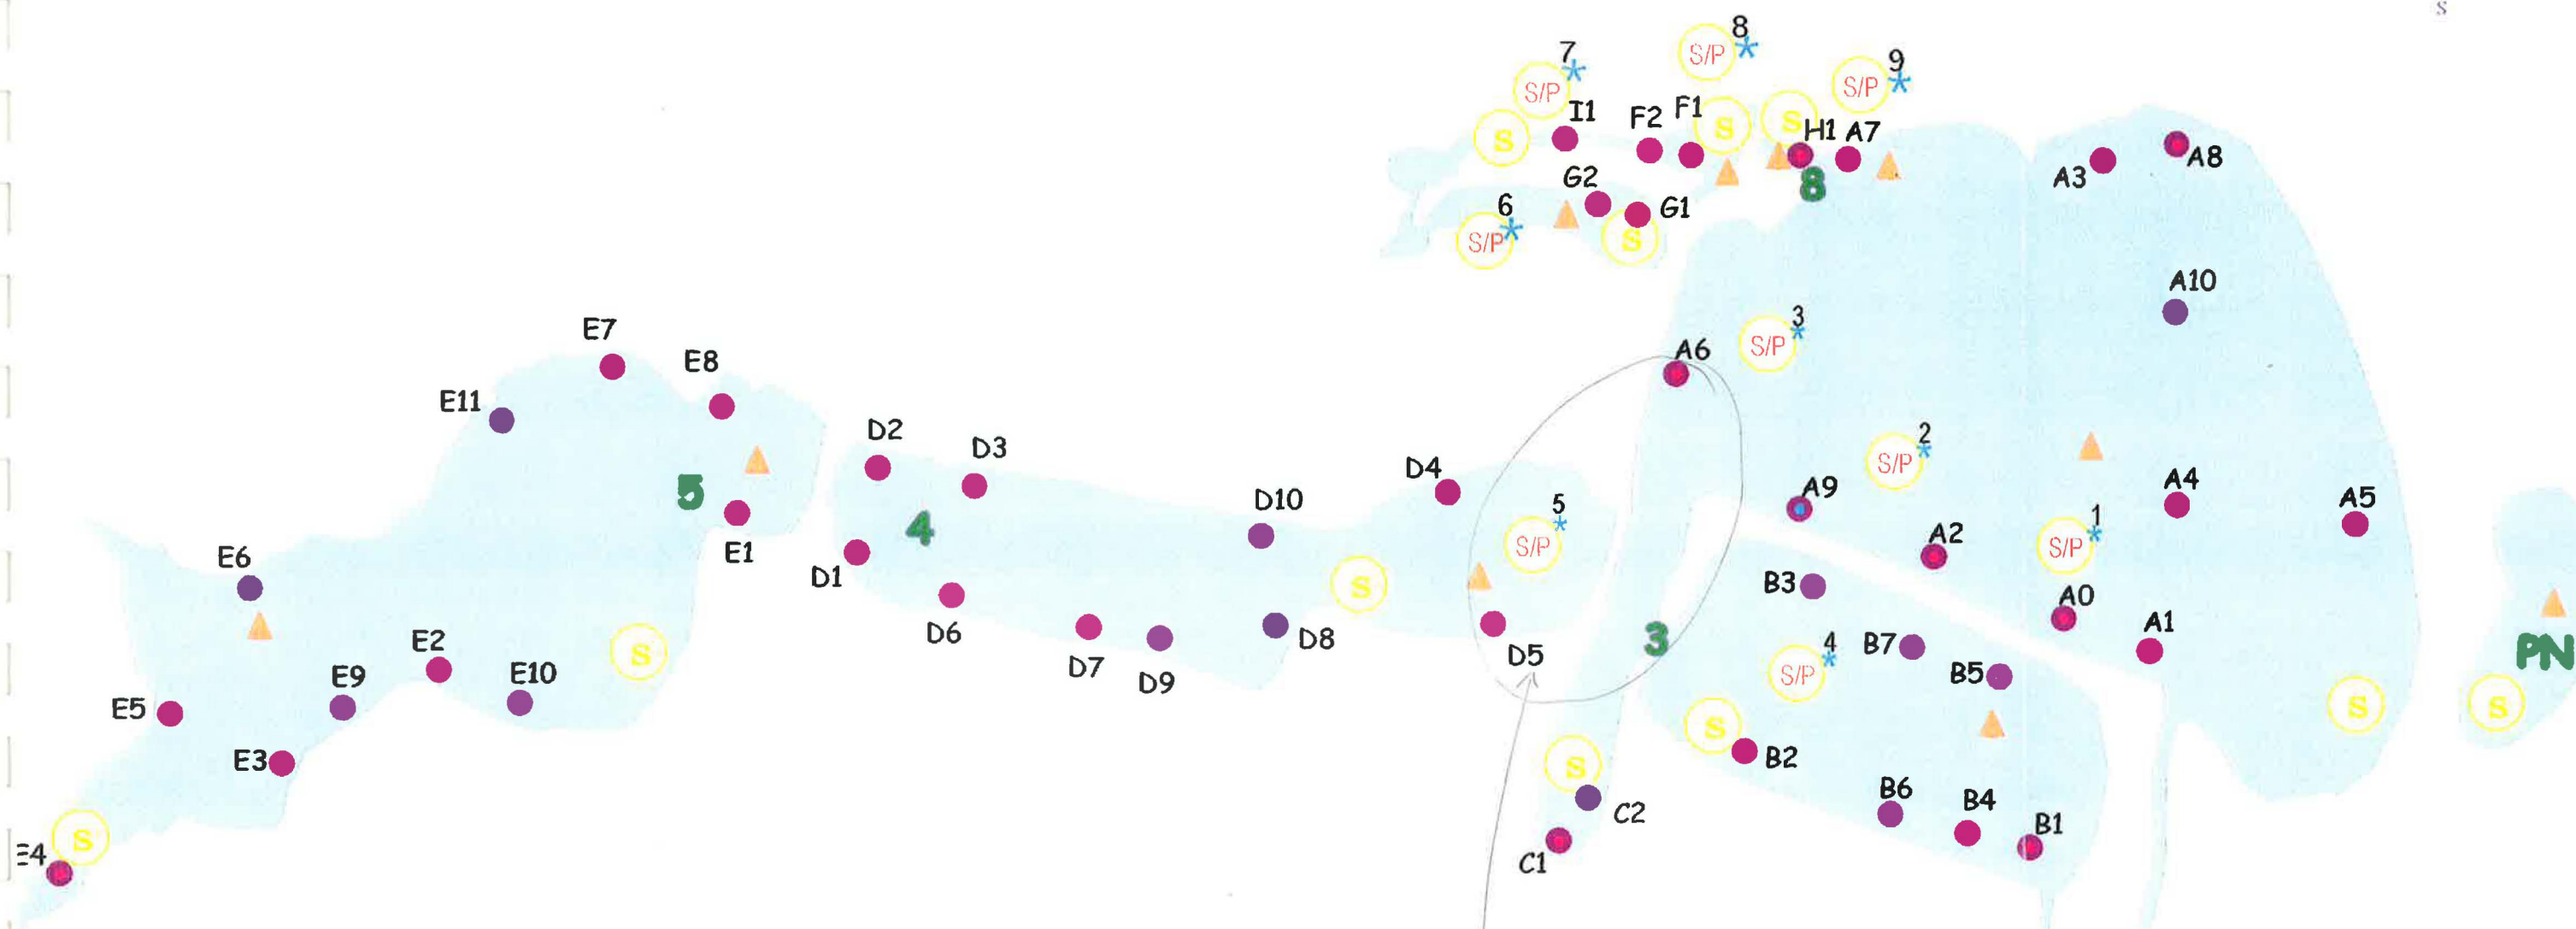 s
8
S/P
7
S/P
9
S/P
I1
F2
F1
S
S
S
H1
A7
A8
A3
8
G2
G1
6
S/P
S
A10
3
S/P
E7
A6
E8
E11
D2
D3
2
S/P
D4
A4
5
D10
5
S/P
A9
A5
4
1
S/P
A2
E1
E6
D1
S
B3
A0
A1
D6
D8
3
B7
E2
S
D7
D5
4
S/P
B5
PN
E9
E10
D9
E5
S
S
S
E3
B2
S
B6
C2
B4
B1
S
E4
C1